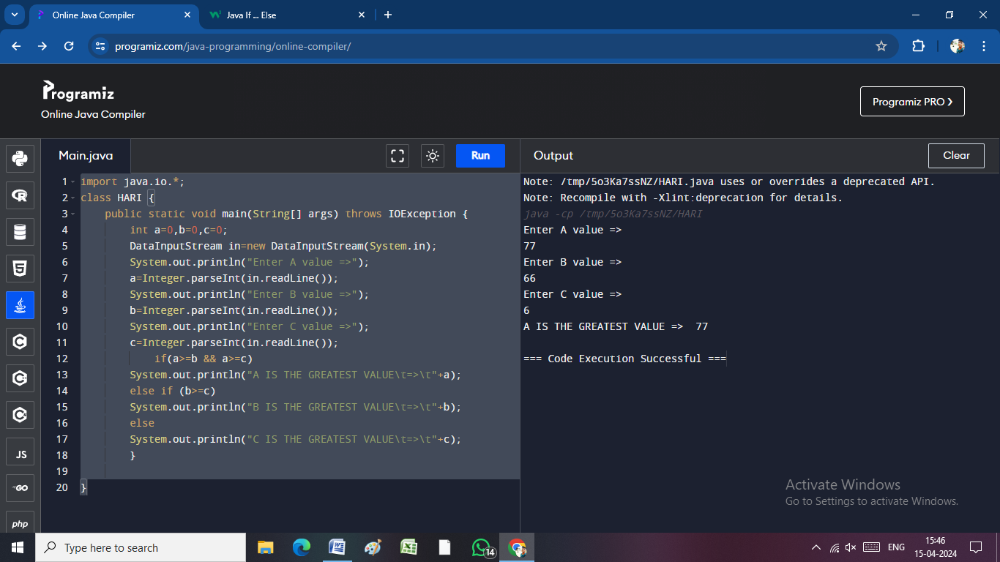 Online Java Compiler
Java If ... Else
programiz.com/java-programming/online-compiler/
Programiz
Online Java Compiler
Programiz PRO
Main.java
Run
Output
Clear
1 import java.io.*;
2 class HARI {
3 public static void main(String[] args) throws IOException {
4 int a=0,b=0,c=0;
5 DataInputStream in=new DataInputStream(System.in);
6 System.out.println("Enter A value =>");
7 a=Integer.parseInt(in.readLine());
8 System.out.println("Enter B value =>");
9 b=Integer.parseInt(in.readLine());
10 System.out.println("Enter C value =>");
11 c=Integer.parseInt(in.readLine());
12 if(a>=b && a>=c)
13 System.out.println("A IS THE GREATEST VALUE\t=>\t"+a);
14 else if (b>=c)
15 System.out.println("B IS THE GREATEST VALUE\t=>\t"+b);
16 else
17 System.out.println("C IS THE GREATEST VALUE\t=>\t"+c);
18 }
19
20 }
Note: /tmp/5o3Ka7ssNZ/HARI.java uses or overrides a deprecated API.
Note: Recompile with -Xlint:deprecation for details.
java -cp /tmp/5o3Ka7ssNZ/HARI
Enter A value =>
77
Enter B value =>
66
Enter C value =>
6
A IS THE GREATEST VALUE => 77
=== Code Execution Successful ===
R
5
C
C
C
JS
GO
php
Activate Windows
Go to Settings to activate Windows.
Type here to search
14
ENG
15:46
15-04-2024